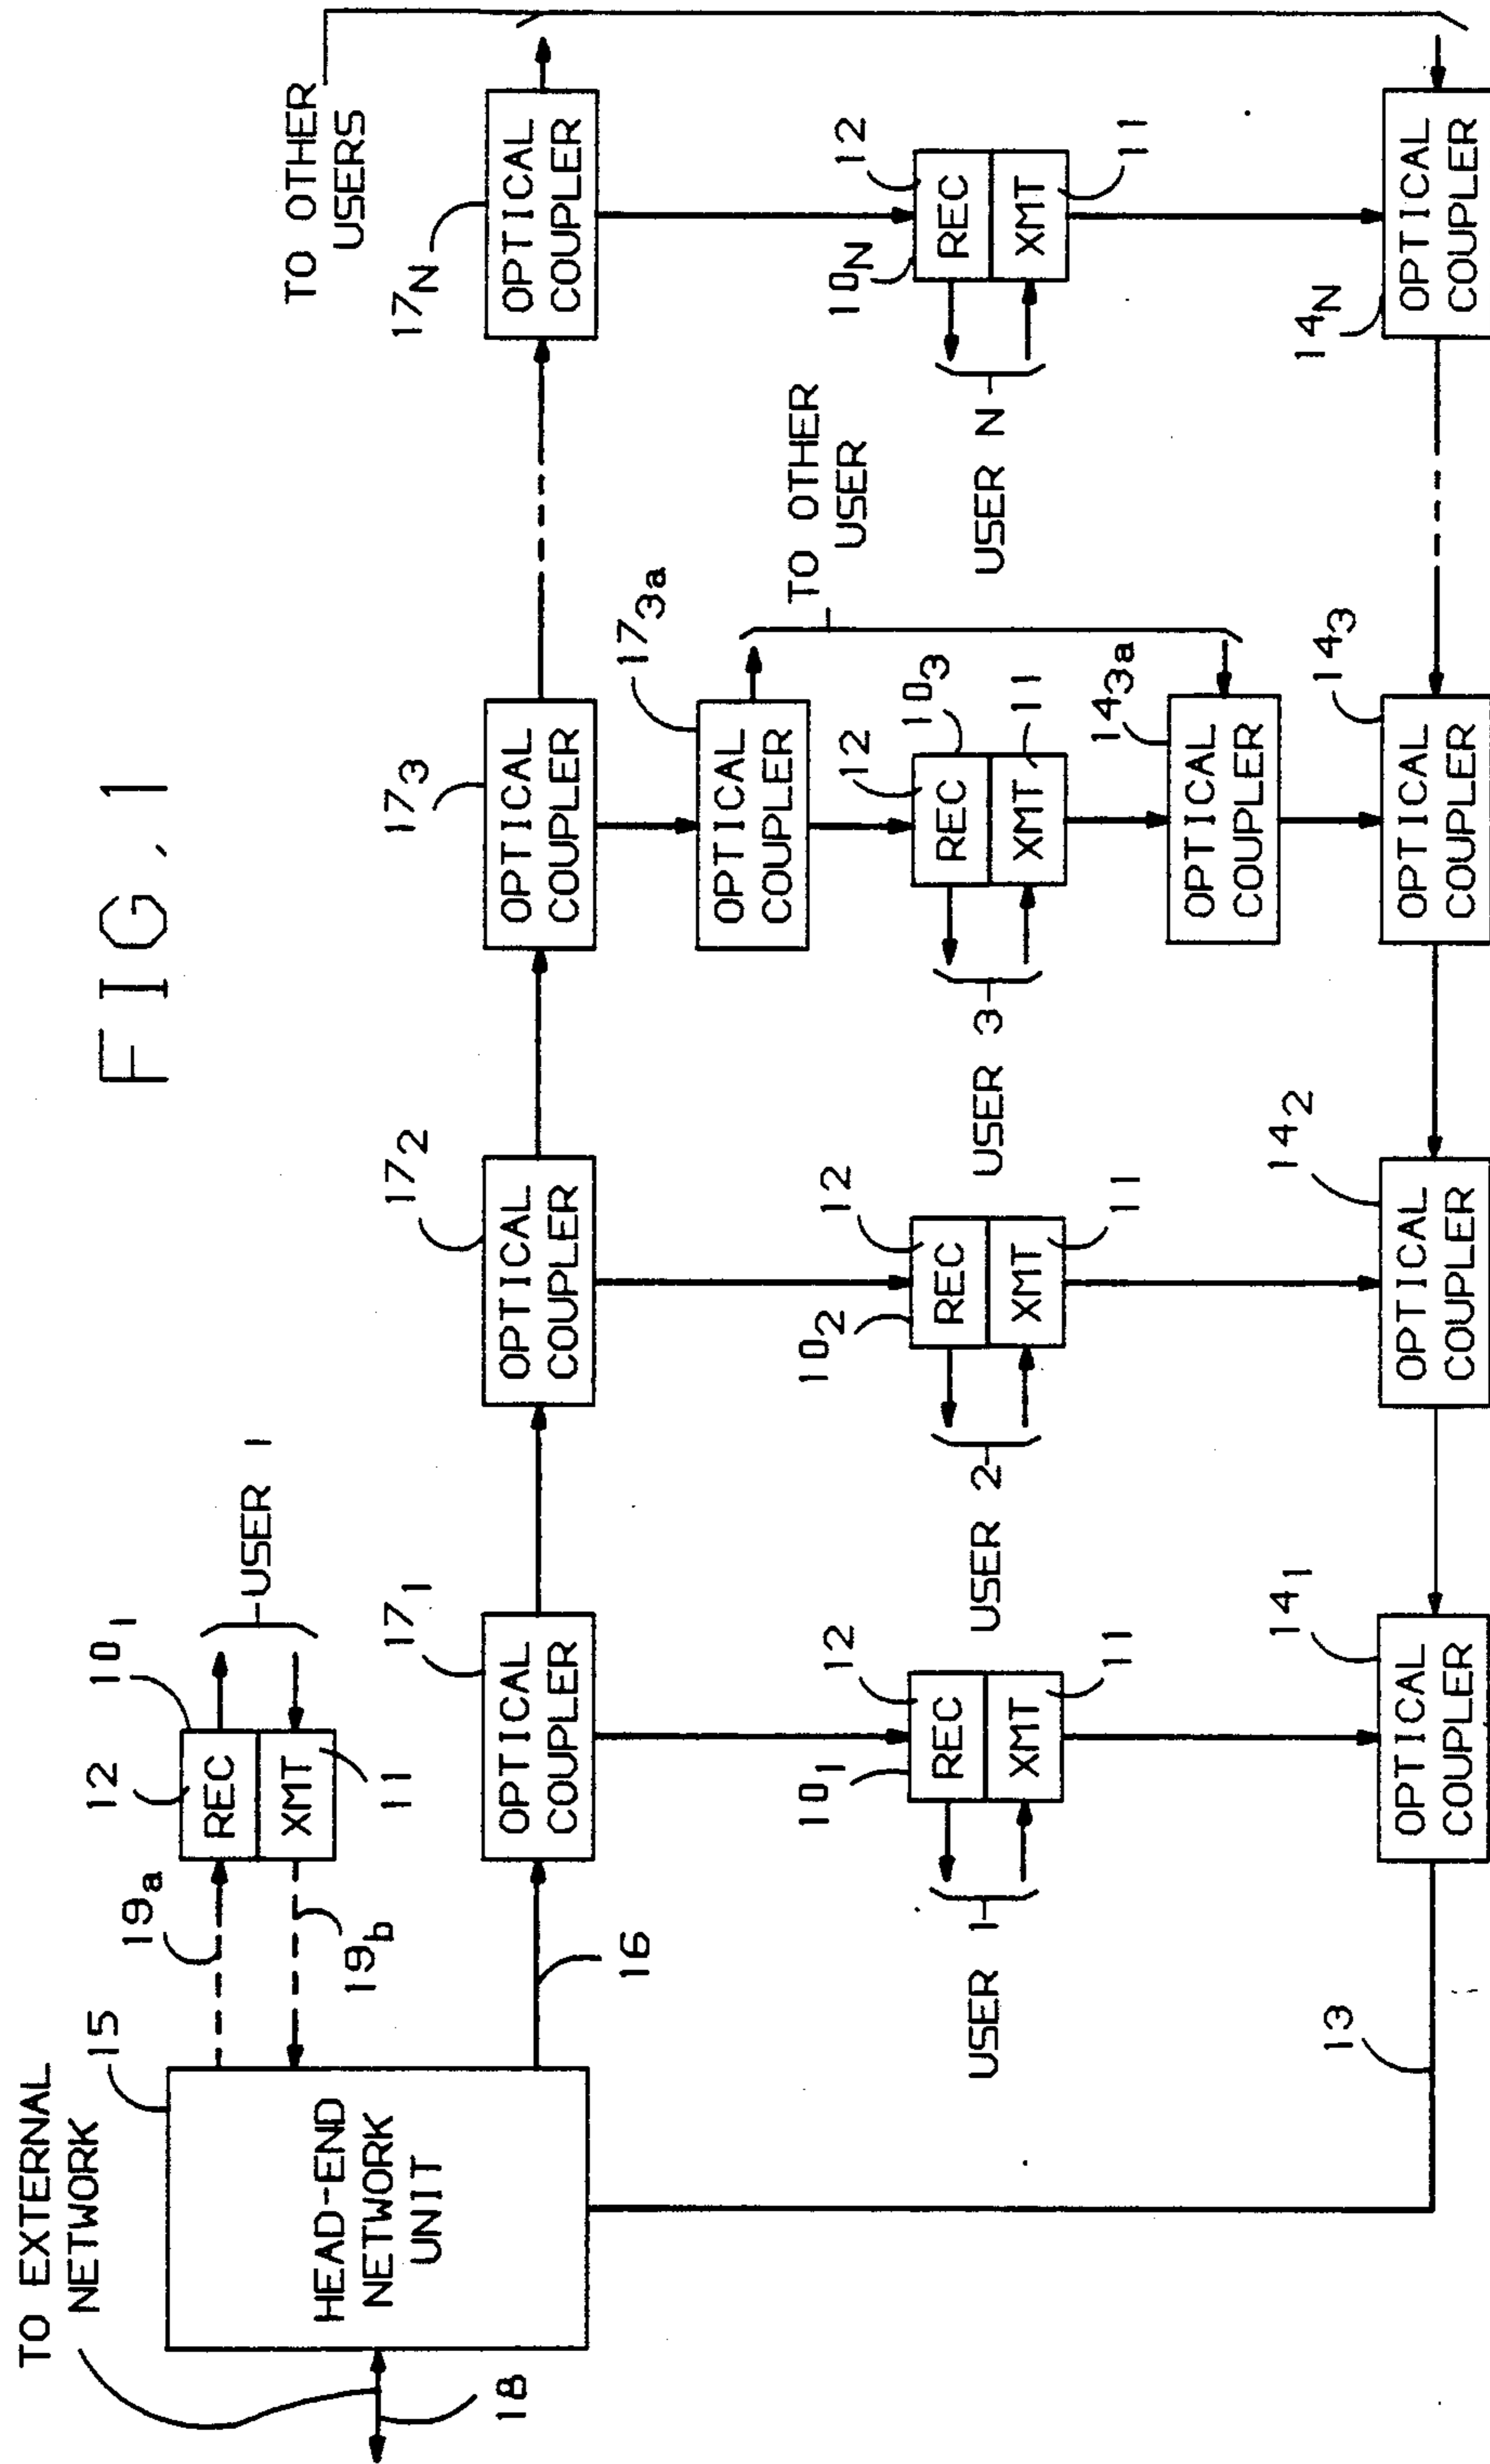 FIG. 1
TO EXTERNAL
NETWORK
15
18
HEAD-END
NETWORK
UNIT
19a
19b
12
10₁
REC
XMT
11
USER 1
16
13
17₁
OPTICAL
COUPLER
17₂
OPTICAL
COUPLER
17₃
OPTICAL
COUPLER
17N
OPTICAL
COUPLER
TO OTHER
USERS
17₃a
OPTICAL
COUPLER
TO OTHER
USER
USER 1
10₁
12
REC
XMT
11
USER 2
10₂
12
REC
XMT
11
USER 3
12
10₃
REC
XMT
11
USER N
10N
12
REC
XMT
11
14₃a
OPTICAL
COUPLER
14₁
OPTICAL
COUPLER
14₂
OPTICAL
COUPLER
14₃
OPTICAL
COUPLER
14N
OPTICAL
COUPLER